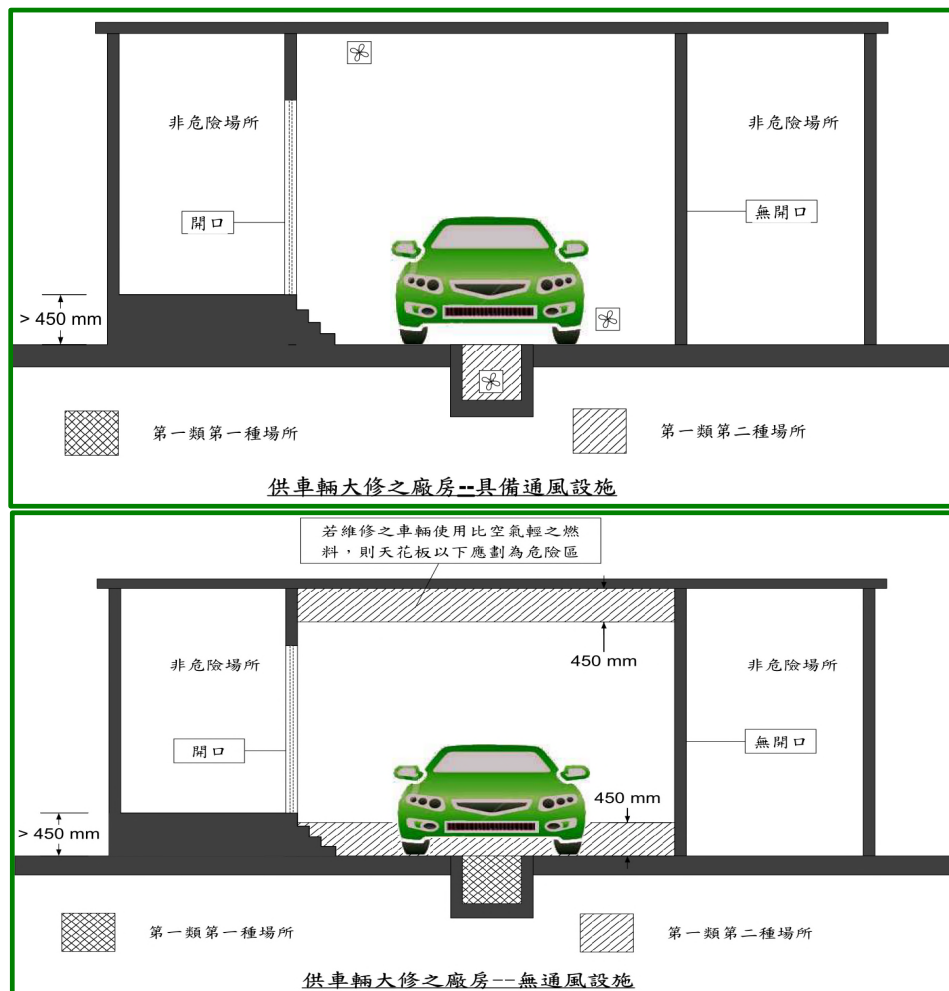 非危險場所
非危險場所
開口
無開口
> 450 mm
第一類第一種場所
第一類第二種場所
供車輛大修之廠房--具備通風設施
若維修之車輛使用比空氣輕之燃
料，則天花板以下應劃為危險區
450 mm
非危險場所
非危險場所
開口
無開口
450 mm
> 450 mm
第一類第一種場所
第一類第二種場所
供車輛大修之廠房--無通風設施